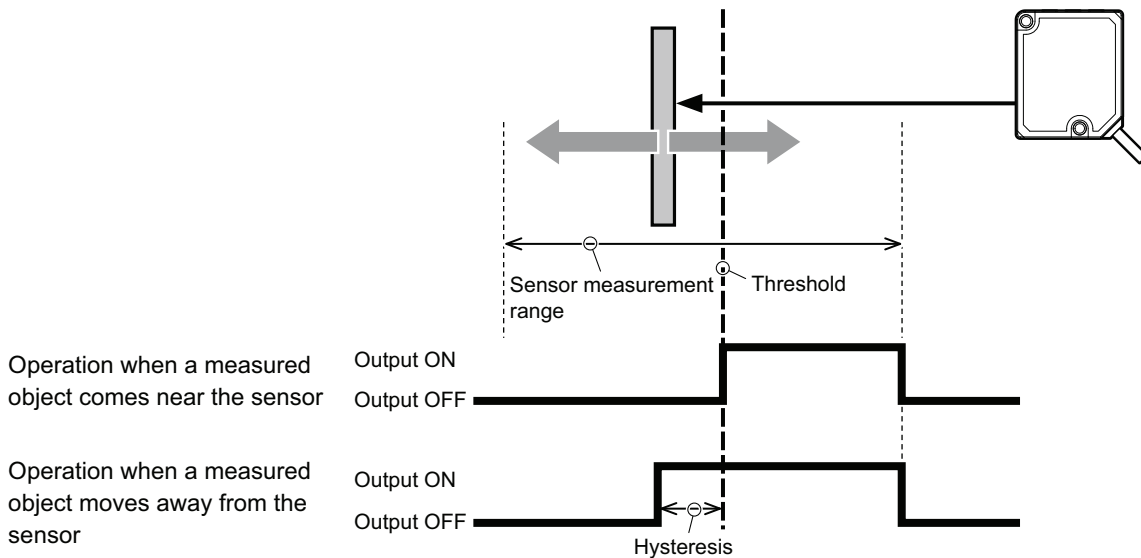 Sensor measurement
range
Threshold
Operation when a measured
object comes near the sensor
Output ON
Output OFF
Operation when a measured
object moves away from the
sensor
Output ON
Output OFF
Hysteresis